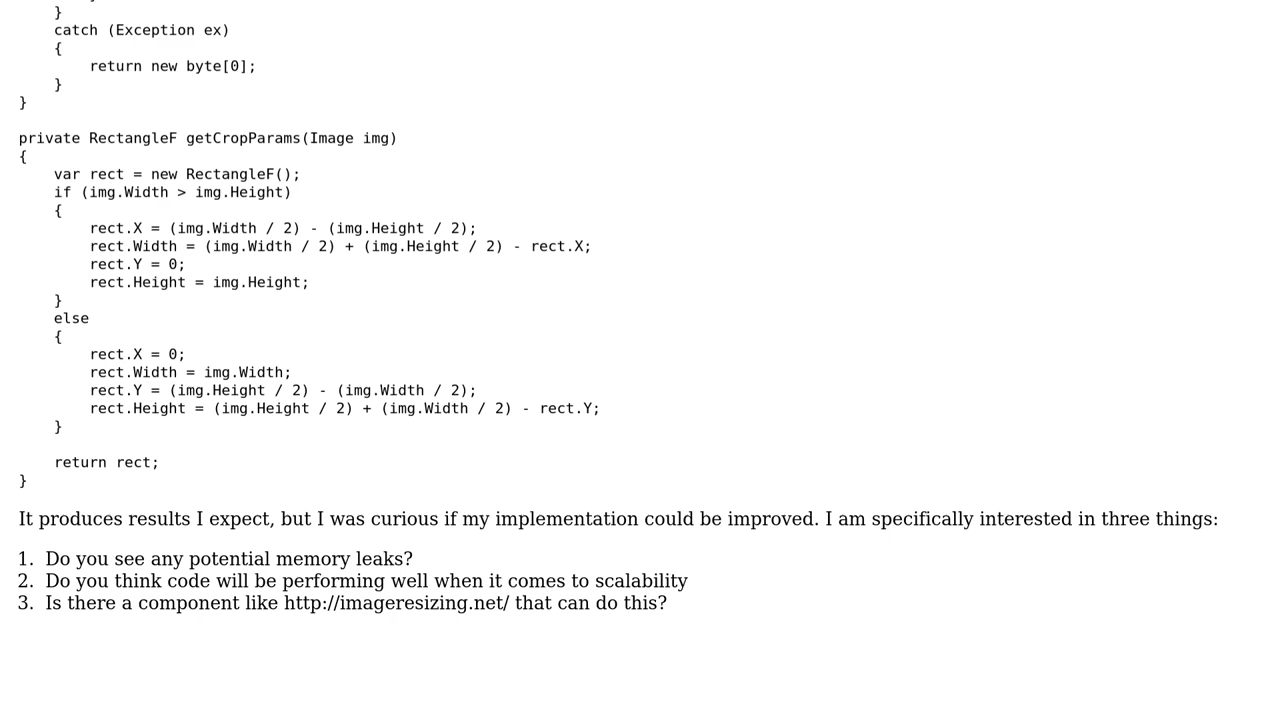 }
catch (Exception ex)
{
return new byte[0];
}
}
private RectangleF getCropParams(Image img)
{
var rect = new RectangleF();
if (img.Width > img.Height)
{
rect.X = (img.Width / 2) - (img.Height / 2);
rect.Width = (img.Width / 2) + (img.Height / 2) - rect.X;
rect.Y = 0;
rect.Height = img.Height;
}
else
{
rect.X = 0;
rect.Width = img.Width;
rect.Y = (img.Height / 2) - (img.Width / 2);
rect.Height = (img.Height / 2) + (img.Width / 2) - rect.Y;
}
return rect;
}
It produces results I expect, but I was curious if my implementation could be improved. I am specifically interested in three things:
1. Do you see any potential memory leaks?
2. Do you think code will be performing well when it comes to scalability
3. Is there a component like http://imageresizing.net/ that can do this?